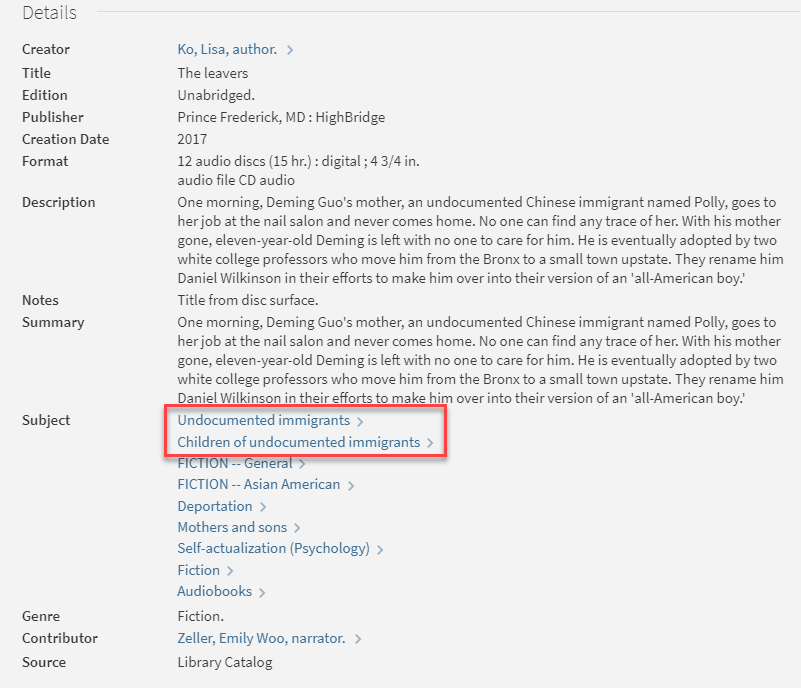 Details
Creator Ko, Lisa, author.
Title The leavers
Edition Unabridged.
Publisher Prince Frederick, MD : HighBridge
Creation Date 2017
Format 12 audio discs (15 hr.) : digital ; 4 3/4 in.
audio file CD audio
Description One morning, Deming Guo's mother, an undocumented Chinese immigrant named Polly, goes to
her job at the nail salon and never comes home. No one can find any trace of her. With his mother
gone, eleven-year-old Deming is left with no one to care for him. He is eventually adopted by two
white college professors who move him from the Bronx to a small town upstate. They rename him
Daniel Wilkinson in their efforts to make him over into their version of an 'all-American boy.'
Notes Title from disc surface.
Summary One morning, Deming Guo's mother, an undocumented Chinese immigrant named Polly, goes to
her job at the nail salon and never comes home. No one can find any trace of her. With his mother
gone, eleven-year-old Deming is left with no one to care for him. He is eventually adopted by two
white college professors who move him from the Bronx to a small town upstate. They rename him
Daniel Wilkinson in their efforts to make him over into their version of an 'all-American boy.'
Subject Undocumented immigrants
Children of undocumented immigrants
FICTION -- General
FICTION -- Asian American
Deportation
Mothers and sons
Self-actualization (Psychology)
Fiction
Audiobooks
Genre Fiction.
Contributor Zeller, Emily Woo, narrator.
Source Library Catalog